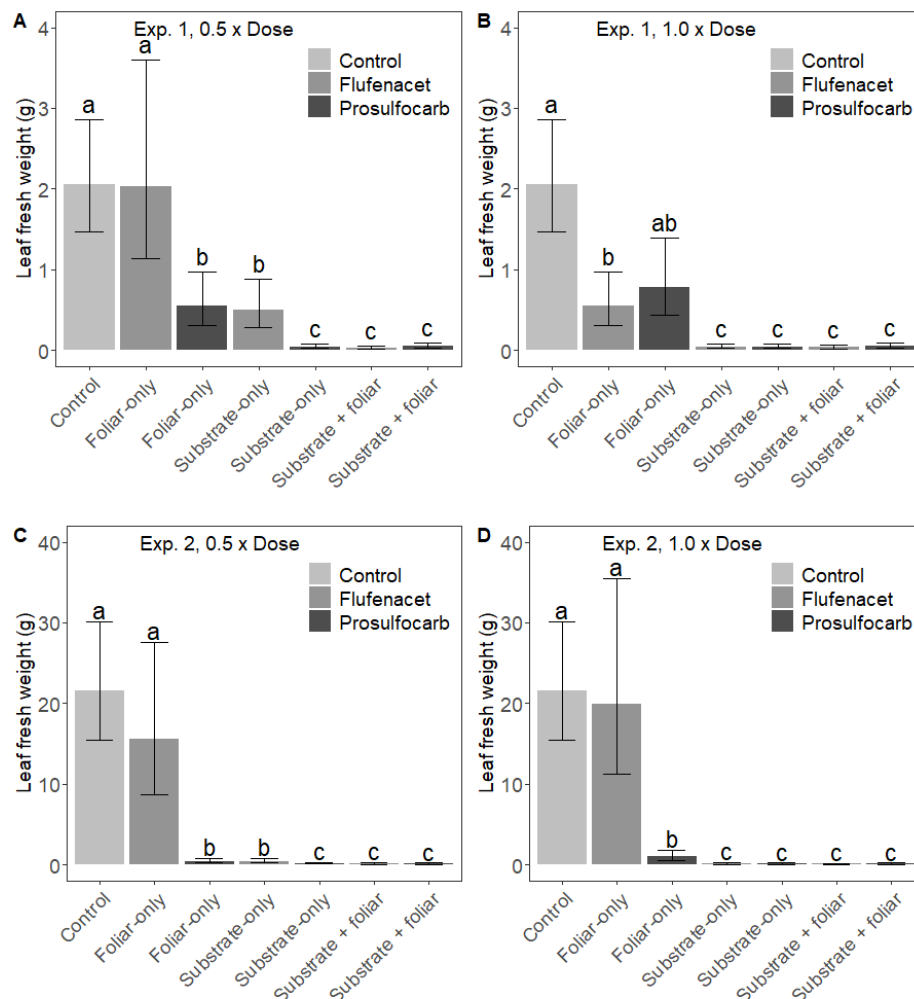 A
Exp. 1, 0.5 x Dose
Control
Flufenacet
Prosulfocarb
Leaf fresh weight (g)
4
3
2
1
0
a
a
b
b
c
c
c
Control
Foliar-only
Foliar-only
Substrate-only
Substrate-only
Substrate + foliar
Substrate + foliar
B
Exp. 1, 1.0 x Dose
Control
Flufenacet
Prosulfocarb
Leaf fresh weight (g)
4
3
2
1
0
a
b
ab
c
c
c
c
Control
Foliar-only
Foliar-only
Substrate-only
Substrate-only
Substrate + foliar
Substrate + foliar
C
Exp. 2, 0.5 x Dose
Control
Flufenacet
Prosulfocarb
Leaf fresh weight (g)
40
30
20
10
0
a
a
b
b
c
c
c
Control
Foliar-only
Foliar-only
Substrate-only
Substrate-only
Substrate + foliar
Substrate + foliar
D
Exp. 2, 1.0 x Dose
Control
Flufenacet
Prosulfocarb
Leaf fresh weight (g)
40
30
20
10
0
a
a
b
c
c
c
c
Control
Foliar-only
Foliar-only
Substrate-only
Substrate-only
Substrate + foliar
Substrate + foliar